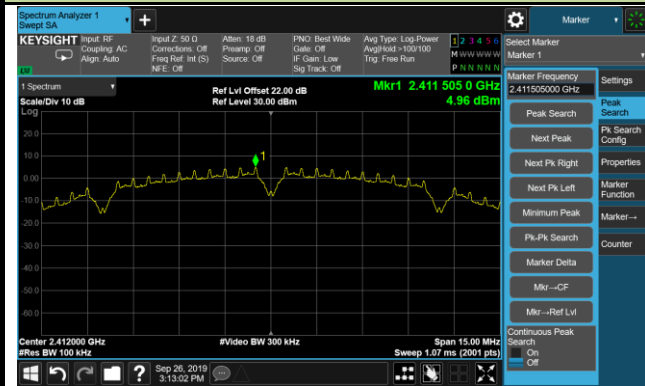 Spectrum Analyzer 1
Swept SA
Marker
KEYSIGHT
Input: RF
Coupling: AC
Align: Auto
Input Z: 50 Ω
Corrections: Off
Freq Ref: Int (S)
NFE: Off
Atten: 18 dB
Preamp: Off
Source: Off
PNO: Best Wide
Gate: Off
IF Gain: Low
Sig Track: Off
Avg Type: Log-Power
Avg|Hold:>100/100
Trig: Free Run
1 2 3 4 5 6
M W W W W W
P N N N N N
LXI
Select Marker
Marker 1
1 Spectrum
Scale/Div 10 dB
Log
Ref Lvl Offset 22.00 dB
Ref Level 30.00 dBm
Mkr1 2.411 505 0 GHz
4.96 dBm
20.0
10.0
0.00
-10.0
-20.0
-30.0
-40.0
-50.0
-60.0
1
Center 2.412000 GHz
#Res BW 100 kHz
#Video BW 300 kHz
Span 15.00 MHz
Sweep 1.07 ms (2001 pts)
Marker Frequency
2.411505000 GHz
Peak Search
Next Peak
Next Pk Right
Next Pk Left
Minimum Peak
Pk-Pk Search
Marker Delta
Mkr→CF
Mkr→Ref Lvl
Continuous Peak
Search
On
Off
Settings
Peak
Search
Pk Search
Config
Properties
Marker
Function
Marker→
Counter
Sep 26, 2019
3:13:02 PM